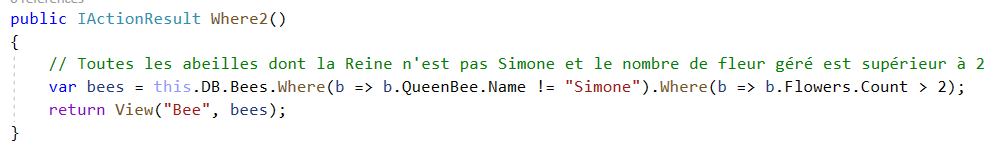 0 references
public IActionResult Where2()
{
// Toutes les abeilles dont la Reine n'est pas Simone et le nombre de fleur géré est supérieur à 2
var bees = this.DB.Bees.Where(b => b.QueenBee.Name != "Simone").Where(b => b.Flowers.Count > 2);
return View("Bee", bees);
}